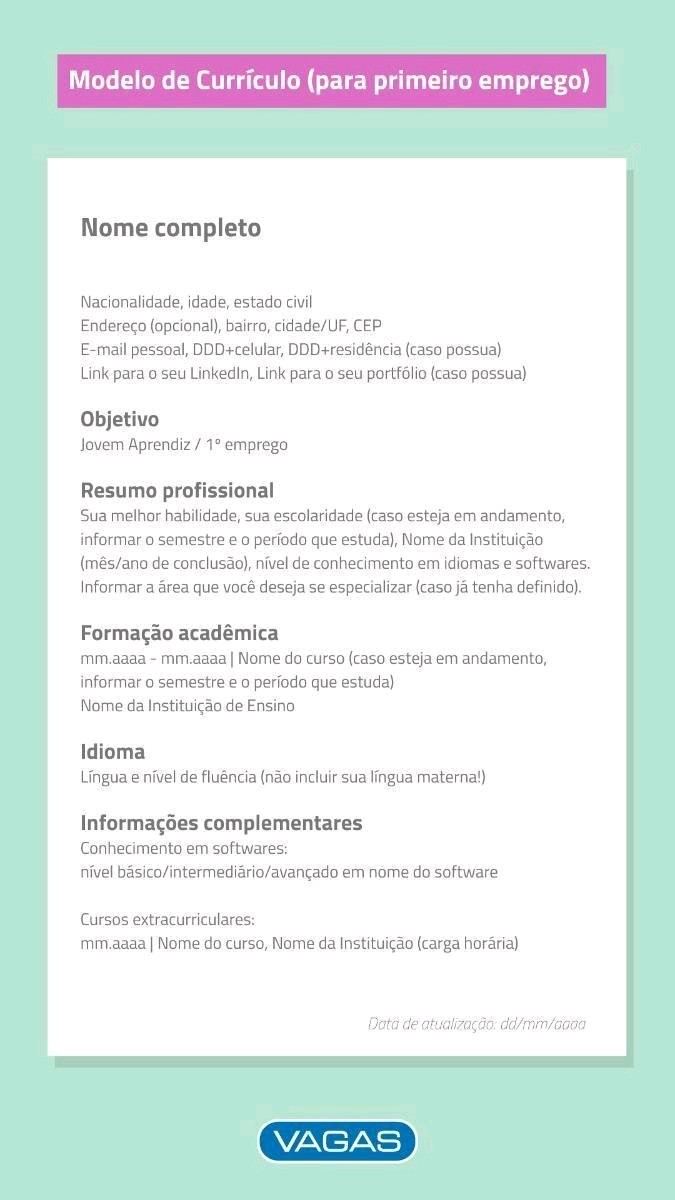 Modelo de Currículo (para primeiro emprego)
Nome completo
Nacionalidade, idade, estado civil
Endereço (opcional), bairro, cidade/UF, CEP
E-mail pessoal, DDD+celular, DDD+residência (caso possua)
Link para o seu LinkedIn, Link para o seu portfólio (caso possua)
Objetivo
Jovem Aprendiz / 1º emprego
Resumo profissional
Sua melhor habilidade, sua escolaridade (caso esteja em andamento,
informar o semestre e o período que estuda), Nome da Instituição
(mês/ano de conclusão), nível de conhecimento em idiomas e softwares.
Informar a área que você deseja se especializar (caso já tenha definido).
Formação acadêmica
mm.aaaa - mm.aaaa | Nome do curso (caso esteja em andamento,
informar o semestre e o período que estuda)
Nome da Instituição de Ensino
Idioma
Língua e nível de fluência (não incluir sua língua materna!)
Informações complementares
Conhecimento em softwares:
nível básico/intermediário/avançado em nome do software
Cursos extracurriculares:
mm.aaaa | Nome do curso, Nome da Instituição (carga horária)
Data de atualização: dd/mm/aaaa
VAGAS